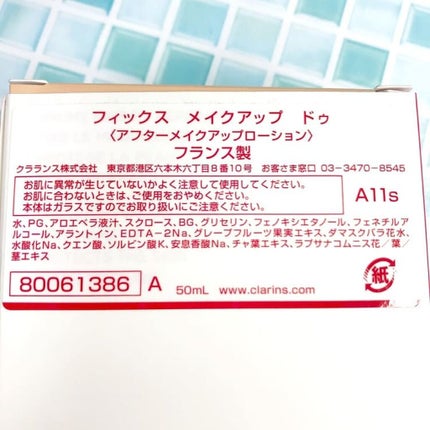 フィックス メイクアップ ドゥ
〈アフターメイクアップローション〉
フランス製
クラランス株式会社 東京都港区六本木六丁目8番10号 お客さま窓口 03-3470-8545
お肌に異常が生じていないかよく注意して使用してください。
お肌に合わないときは、ご使用をおやめください。
本体はガラスですのでお取り扱いにご注意ください。
A11s
水、PG、アロエベラ液汁、スクロース、BG、グリセリン、フェノキシエタノール、フェネチルア
ルコール、アラントイン、EDTA-2Na、グレープフルーツ果実エキス、ダマスクバラ花水、
水酸化Na、クエン酸、ソルビン酸K、安息香酸Na、チャ葉エキス、ラプサナコムニス花/葉/
茎エキス
紙
80061386 A 50mL www.clarins.com